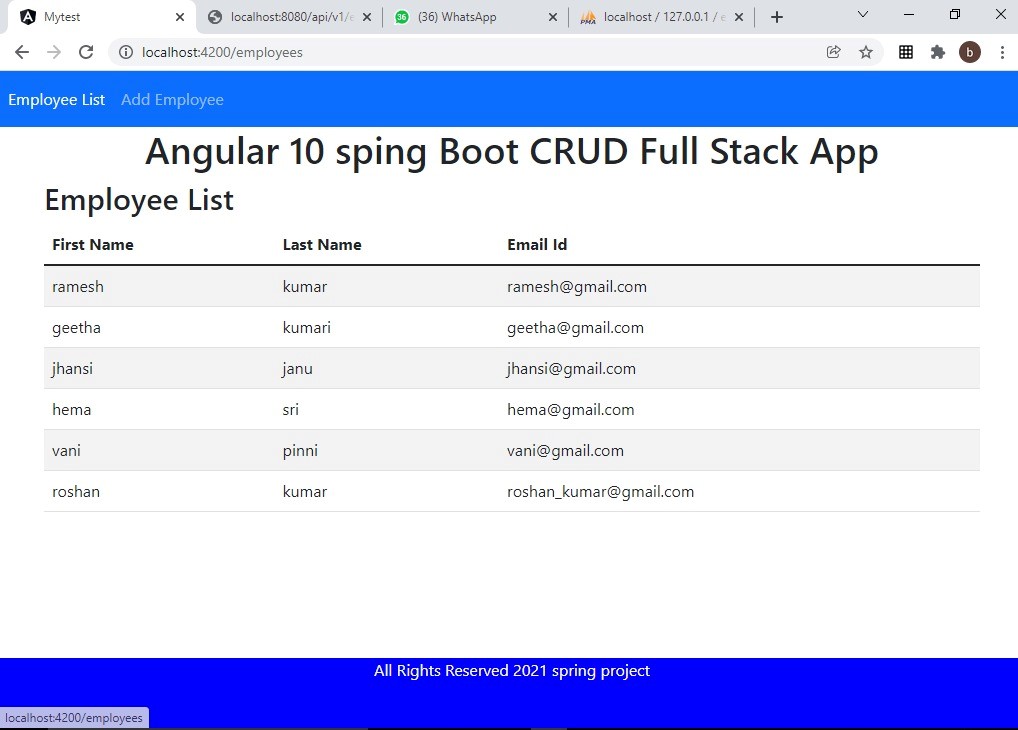 Mytest localhost:8080/api/v1/e (36) WhatsApp localhost / 127.0.0.1 / e
localhost:4200/employees b
Employee List Add Employee
Angular 10 sping Boot CRUD Full Stack App
Employee List
First Name Last Name Email Id
ramesh kumar ramesh@gmail.com
geetha kumari geetha@gmail.com
jhansi janu jhansi@gmail.com
hema sri hema@gmail.com
vani pinni vani@gmail.com
roshan kumar roshan_kumar@gmail.com
All Rights Reserved 2021 spring project
localhost:4200/employees